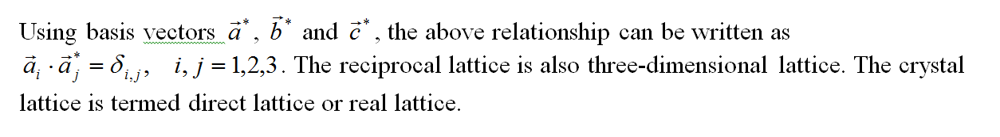 Using basis vectors $\vec{a}^*$, $\vec{b}^*$ and $\vec{c}^*$, the above relationship can be written as
$\vec{a}_i \cdot \vec{a}_j^* = \delta_{i,j}, \quad i, j = 1,2,3$. The reciprocal lattice is also three-dimensional lattice. The crystal
lattice is termed direct lattice or real lattice.